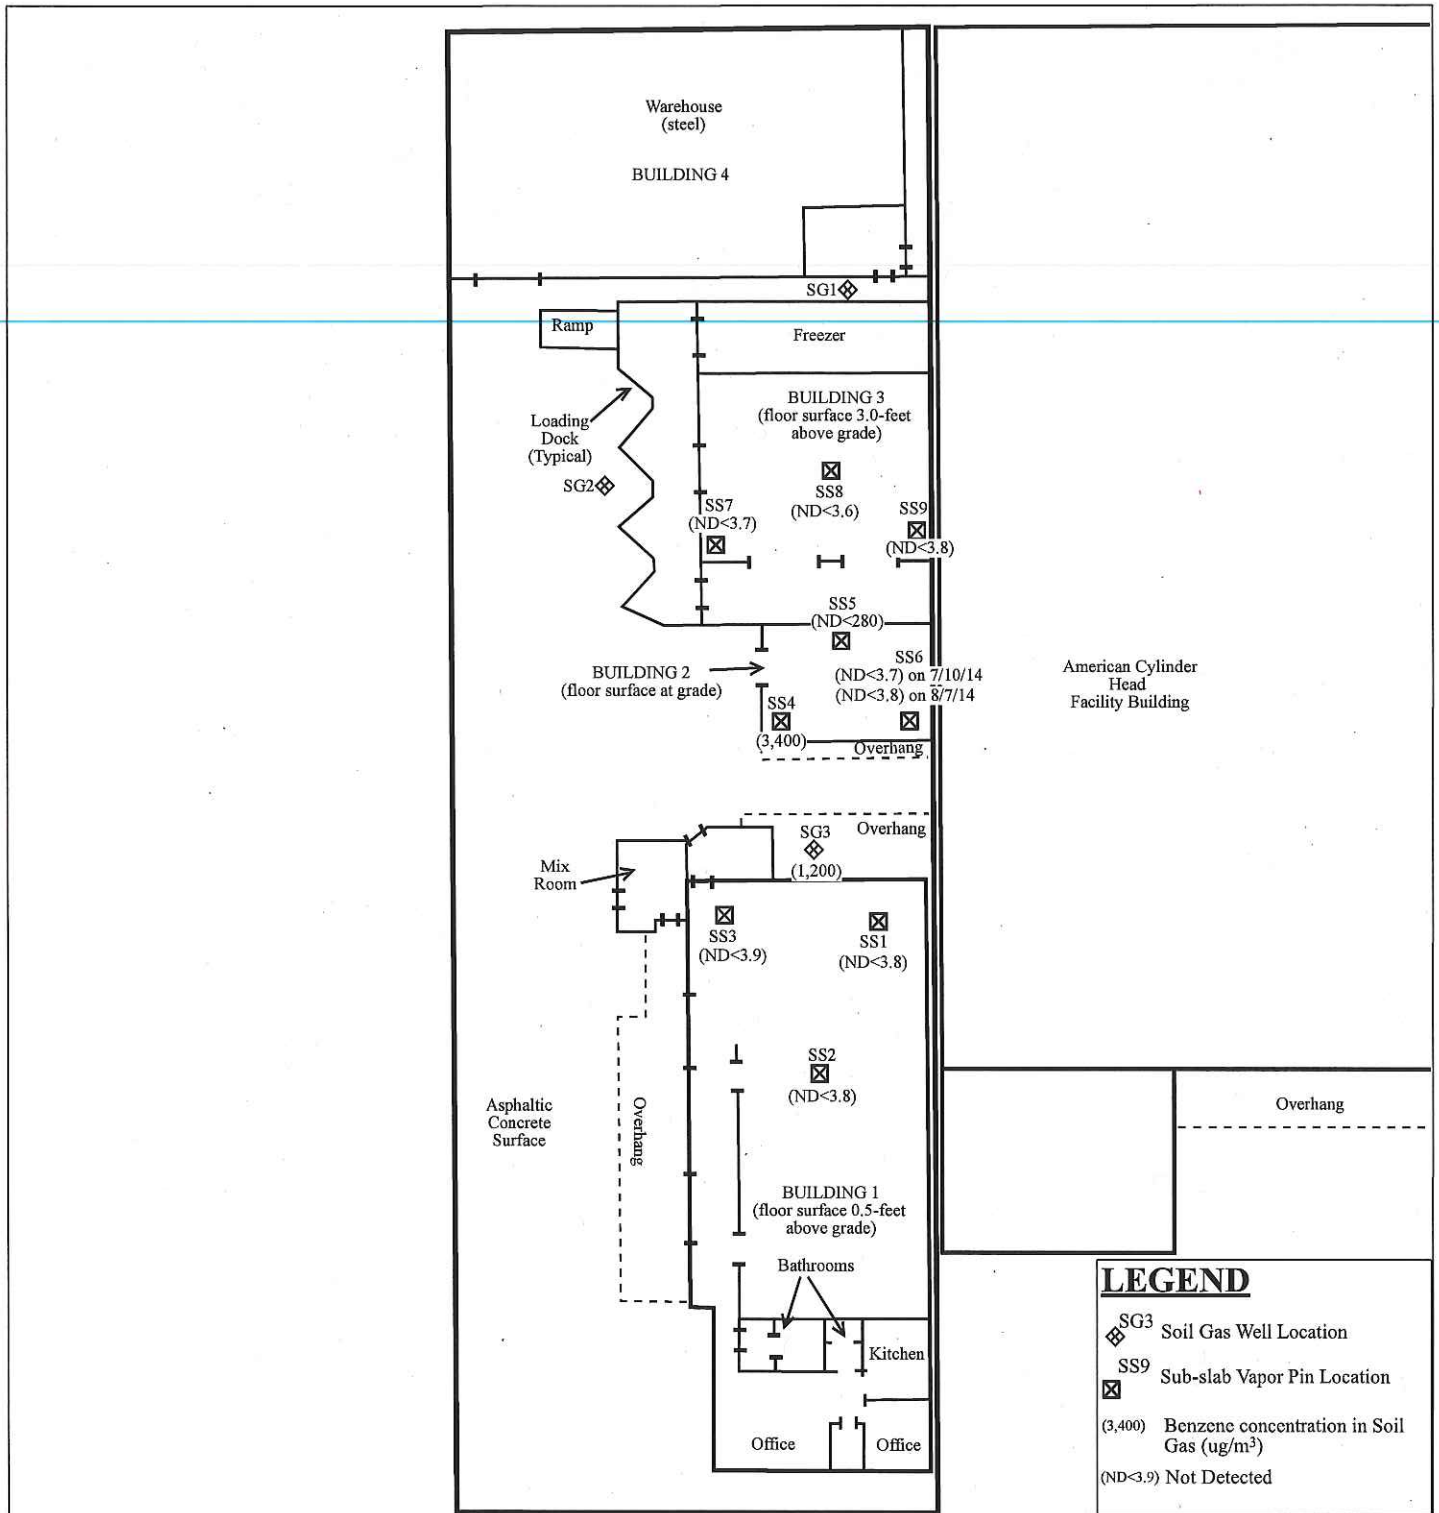 Warehouse
(steel)
BUILDING 4
SG1
Ramp
Freezer
BUILDING 3
(floor surface 3.0-feet
above grade)
Loading
Dock
(Typical)
SG2
SS8
(ND<3.6)
SS7
(ND<3.7)
SS9
(ND<3.8)
SS5
(ND<280)
SS6
(ND<3.7) on 7/10/14
(ND<3.8) on 8/7/14
BUILDING 2
(floor surface at grade)
SS4
(3,400)
Overhang
American Cylinder
Head
Facility Building
Overhang
SG3
(1,200)
Mix
Room
SS3
(ND<3.9)
SS1
(ND<3.8)
SS2
(ND<3.8)
Asphaltic
Concrete
Surface
Overhang
Overhang
BUILDING 1
(floor surface 0.5-feet
above grade)
Bathrooms
Kitchen
Office
Office
LEGEND
SG3 Soil Gas Well Location
SS9 Sub-slab Vapor Pin Location
(3,400) Benzene concentration in Soil
Gas (ug/m³)
(ND<3.9) Not Detected